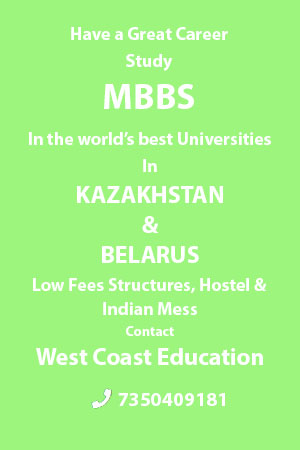 Have a Great Career
Study
MBBS
In the world’s best Universities
In
KAZAKHSTAN
&
BELARUS
Low Fees Structures, Hostel &
Indian Mess
Contact
West Coast Education
7350409181